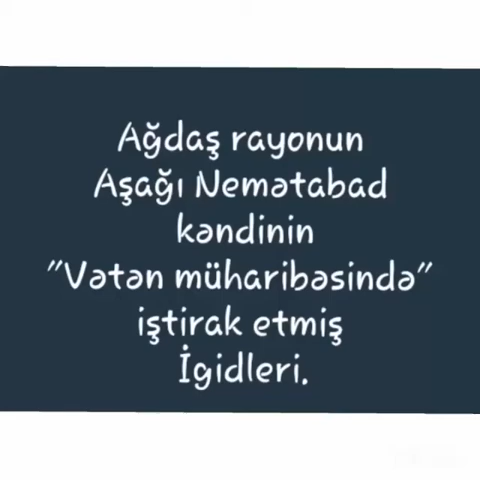 Ağdaş rayonun
Aşağı Nemətabad
kəndinin
"Vətən müharibəsində"
iştirak etmiş
İgidleri.